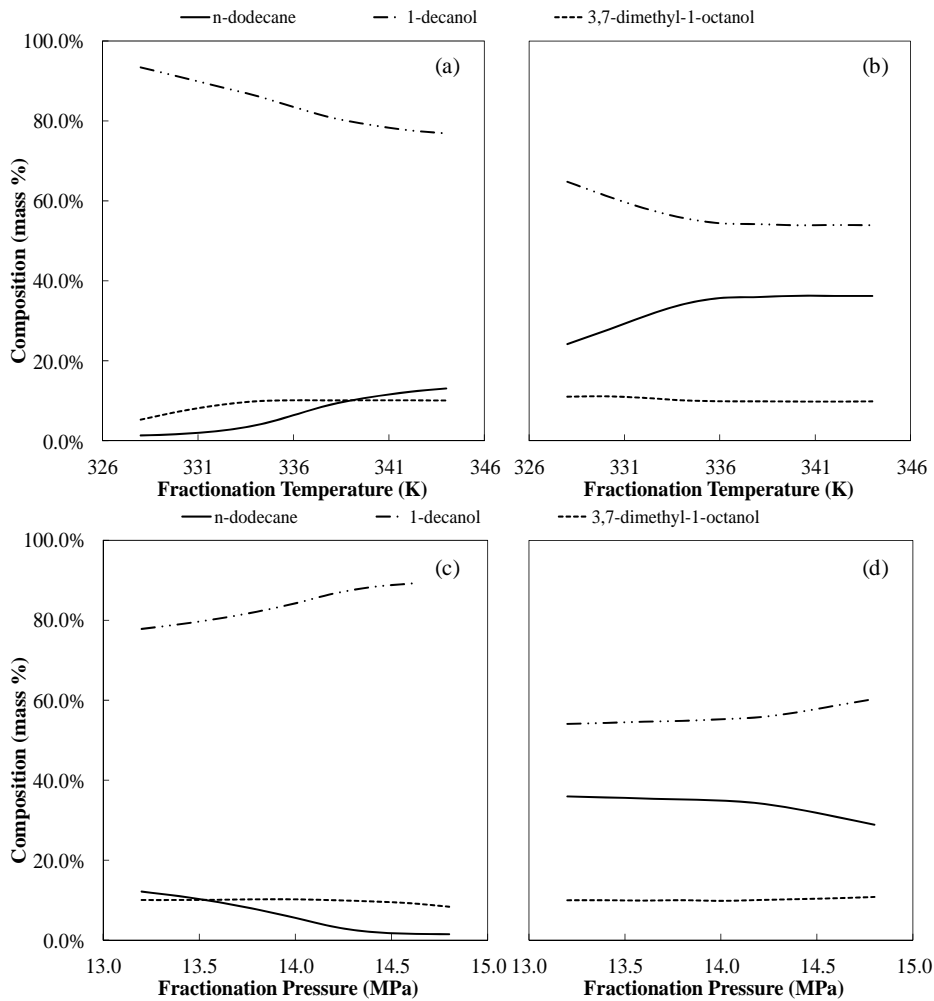 n-dodecane 1-decanol 3,7-dimethyl-1-octanol
100.0%
80.0%
60.0%
40.0%
20.0%
0.0%
Composition (mass %)
(a)
326 331 336 341 346
Fractionation Temperature (K)
(b)
326 331 336 341 346
Fractionation Temperature (K)
n-dodecane 1-decanol 3,7-dimethyl-1-octanol
100.0%
80.0%
60.0%
40.0%
20.0%
0.0%
Composition (mass %)
(c)
13.0 13.5 14.0 14.5 15.0
Fractionation Pressure (MPa)
(d)
13.0 13.5 14.0 14.5 15.0
Fractionation Pressure (MPa)